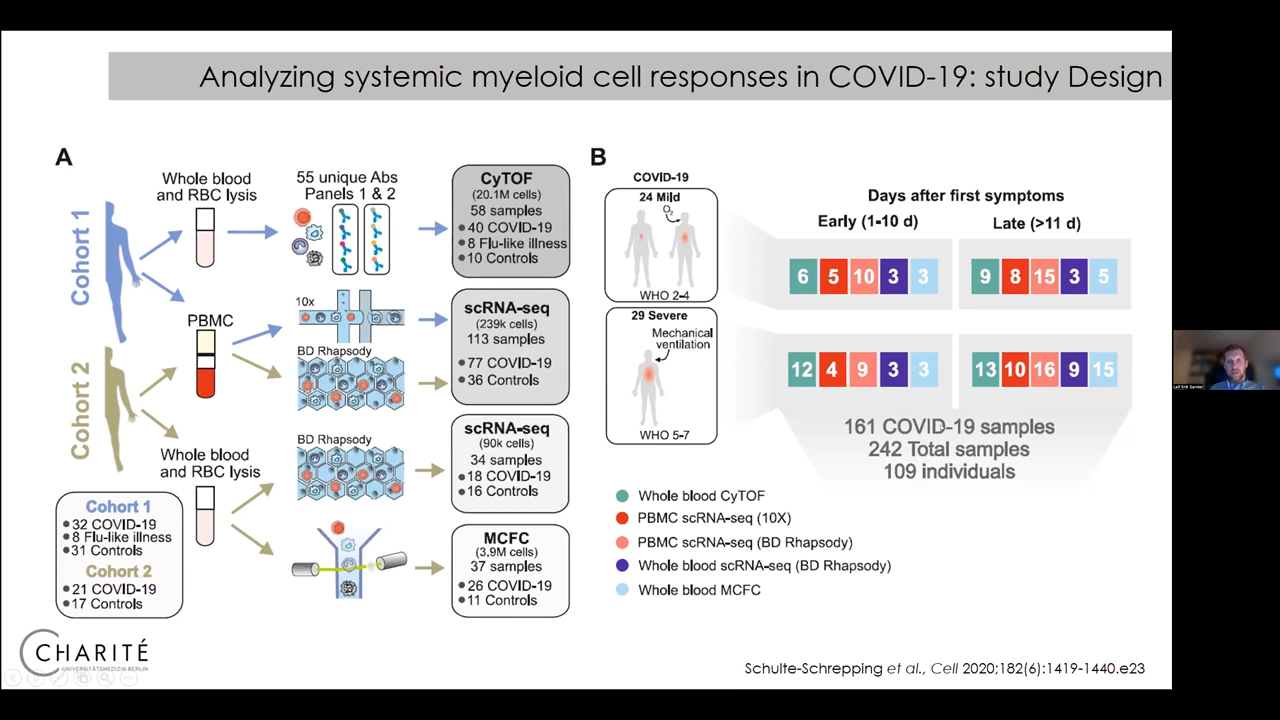 Analyzing systemic myeloid cell responses in COVID-19: study Design
A
Cohort 1
Cohort 2
Whole blood
and RBC lysis
55 unique Abs
Panels 1 & 2
CyTOF
(20.1M cells)
58 samples
• 40 COVID-19
• 8 Flu-like illness
• 10 Controls
PBMC
10x
BD Rhapsody
scRNA-seq
(239k cells)
113 samples
• 77 COVID-19
• 36 Controls
Whole blood
and RBC lysis
BD Rhapsody
scRNA-seq
(90k cells)
34 samples
• 18 COVID-19
• 16 Controls
MCFC
(3.9M cells)
37 samples
• 26 COVID-19
• 11 Controls
Cohort 1
• 32 COVID-19
• 8 Flu-like illness
• 31 Controls
Cohort 2
• 21 COVID-19
• 17 Controls
B
COVID-19
24 Mild
O2
WHO 2-4
29 Severe
Mechanical
ventilation
WHO 5-7
Days after first symptoms
Early (1-10 d)
Late (>11 d)
6 5 10 3 3
9 8 15 3 5
12 4 9 3 3
13 10 16 9 15
161 COVID-19 samples
242 Total samples
109 individuals
Whole blood CyTOF
PBMC scRNA-seq (10X)
PBMC scRNA-seq (BD Rhapsody)
Whole blood scRNA-seq (BD Rhapsody)
Whole blood MCFC
CHARITÉ
UNIVERSITÄTSMEDIZIN BERLIN
Schulte-Schrepping et al., Cell 2020;182(6):1419-1440.e23
Leif Erik Sander